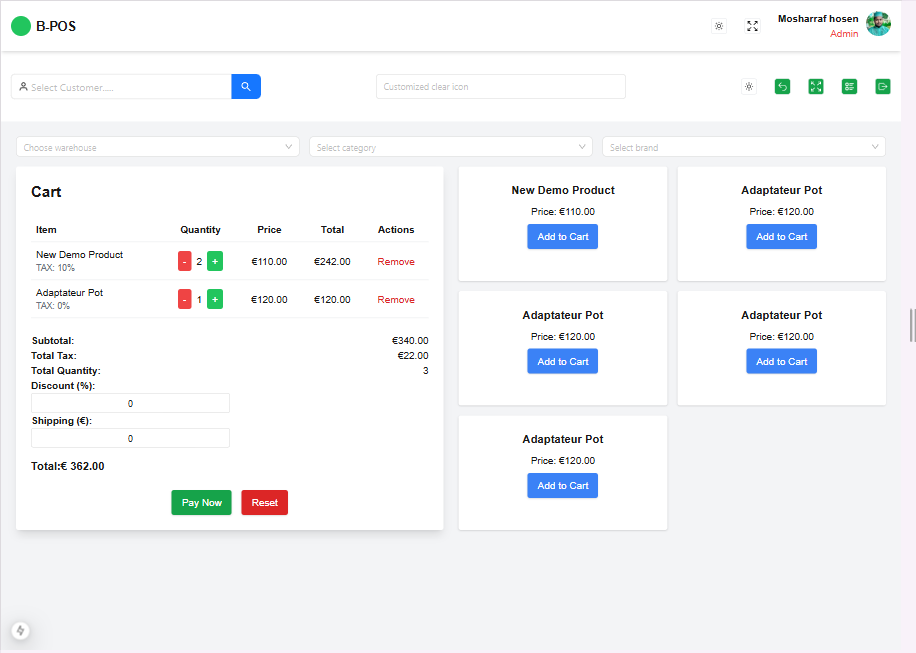 B-POS
Mosharraf hosen
Admin
Select Customer.....
Customized clear icon
Choose warehouse
Select category
Select brand
Cart
Item Quantity Price Total Actions
New Demo Product
TAX: 10%
- 2 + €110.00 €242.00 Remove
Adaptateur Pot
TAX: 0%
- 1 + €120.00 €120.00 Remove
Subtotal: €340.00
Total Tax: €22.00
Total Quantity: 3
Discount (%):
0
Shipping (€):
0
Total:€ 362.00
Pay Now Reset
New Demo Product
Price: €110.00
Add to Cart
Adaptateur Pot
Price: €120.00
Add to Cart
Adaptateur Pot
Price: €120.00
Add to Cart
Adaptateur Pot
Price: €120.00
Add to Cart
Adaptateur Pot
Price: €120.00
Add to Cart